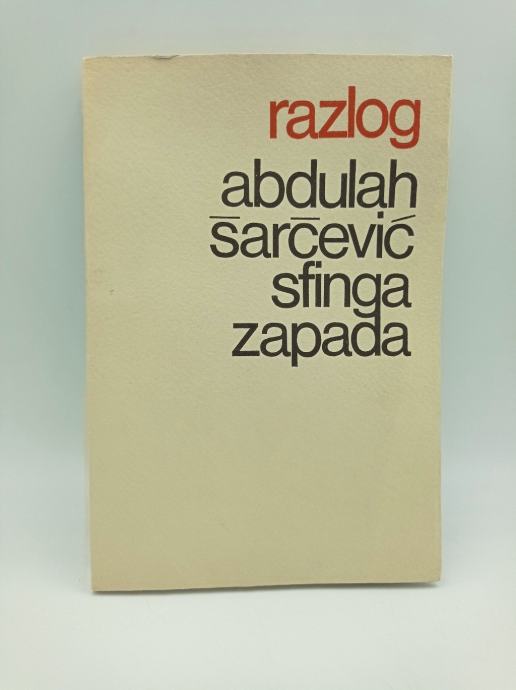 razlog
abdulah
šarčević
sfinga
zapada